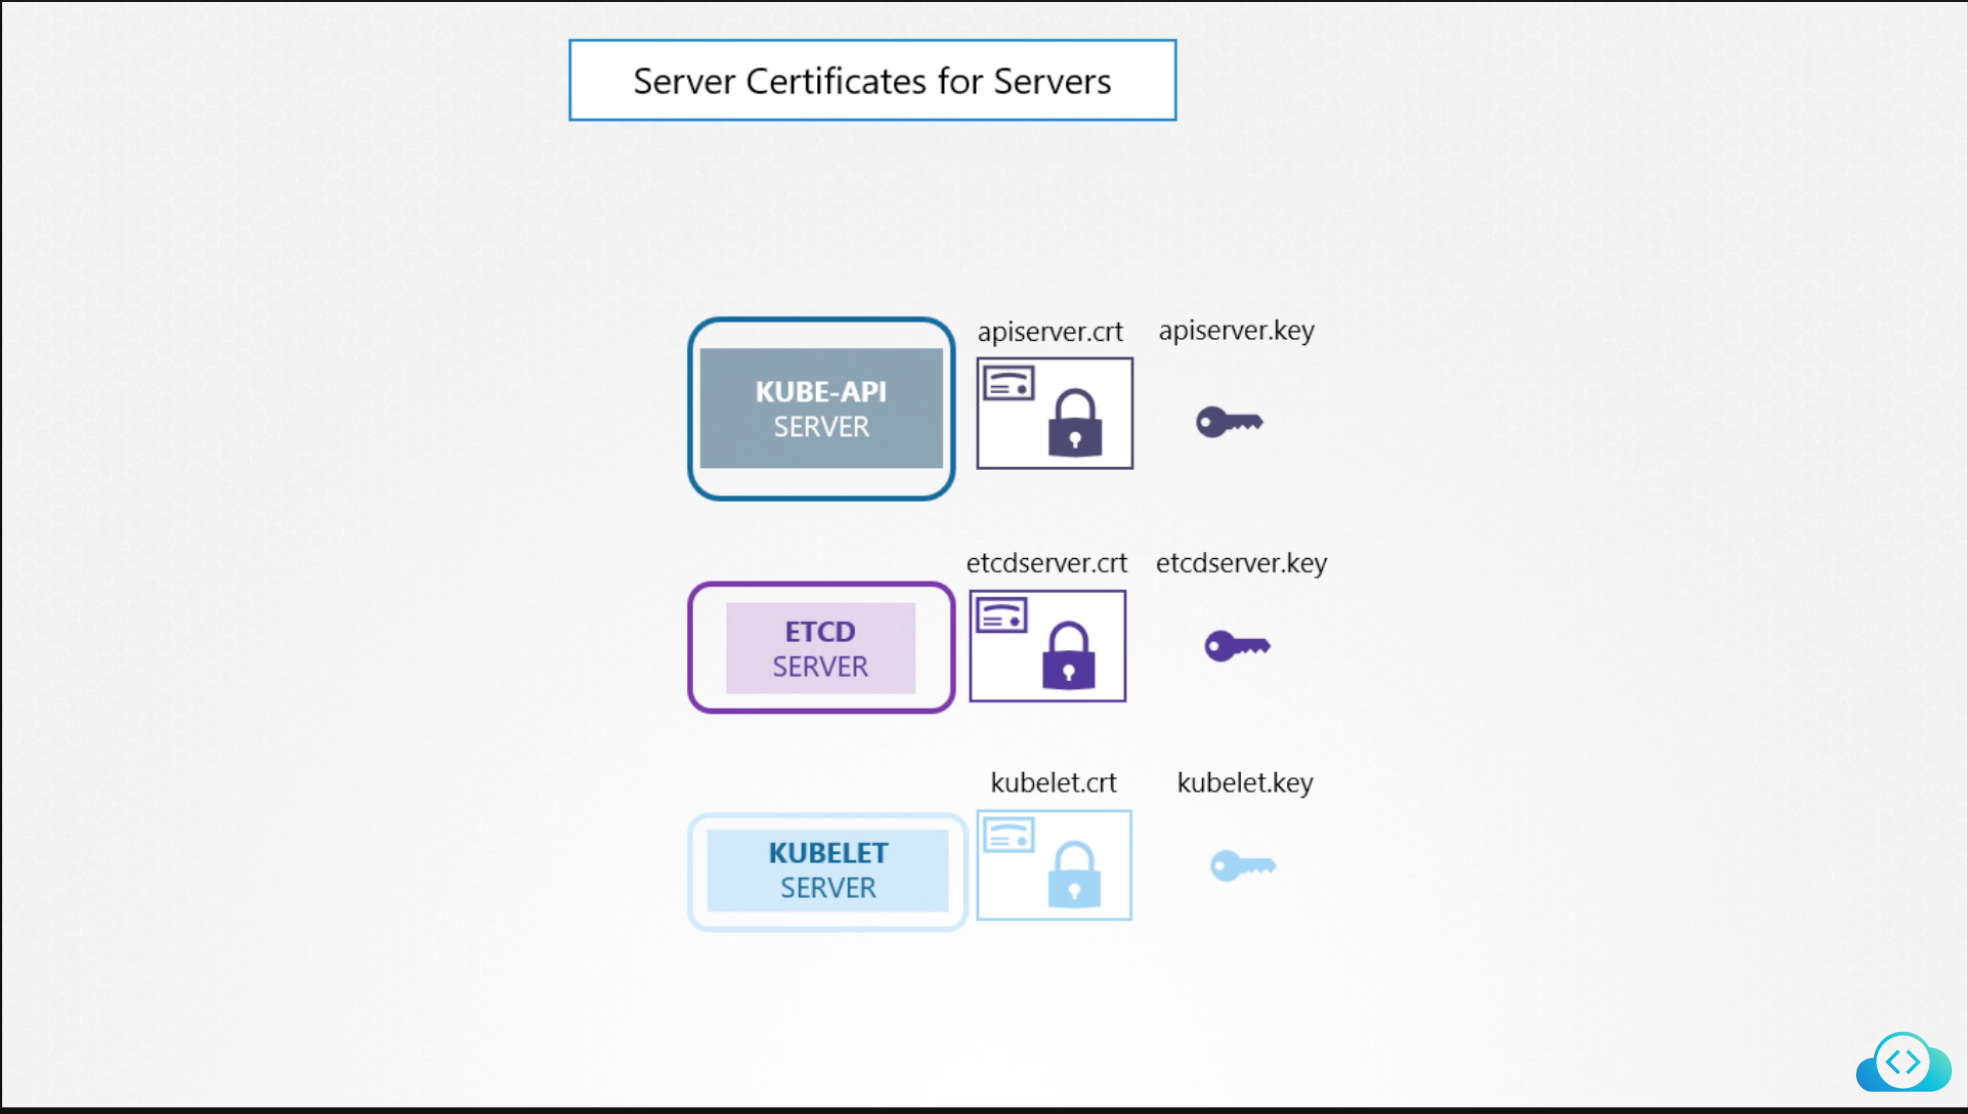 Server Certificates for Servers
apiserver.crt apiserver.key
KUBE-API
SERVER
etcdserver.crt etcdserver.key
ETCD
SERVER
kubelet.crt kubelet.key
KUBELET
SERVER